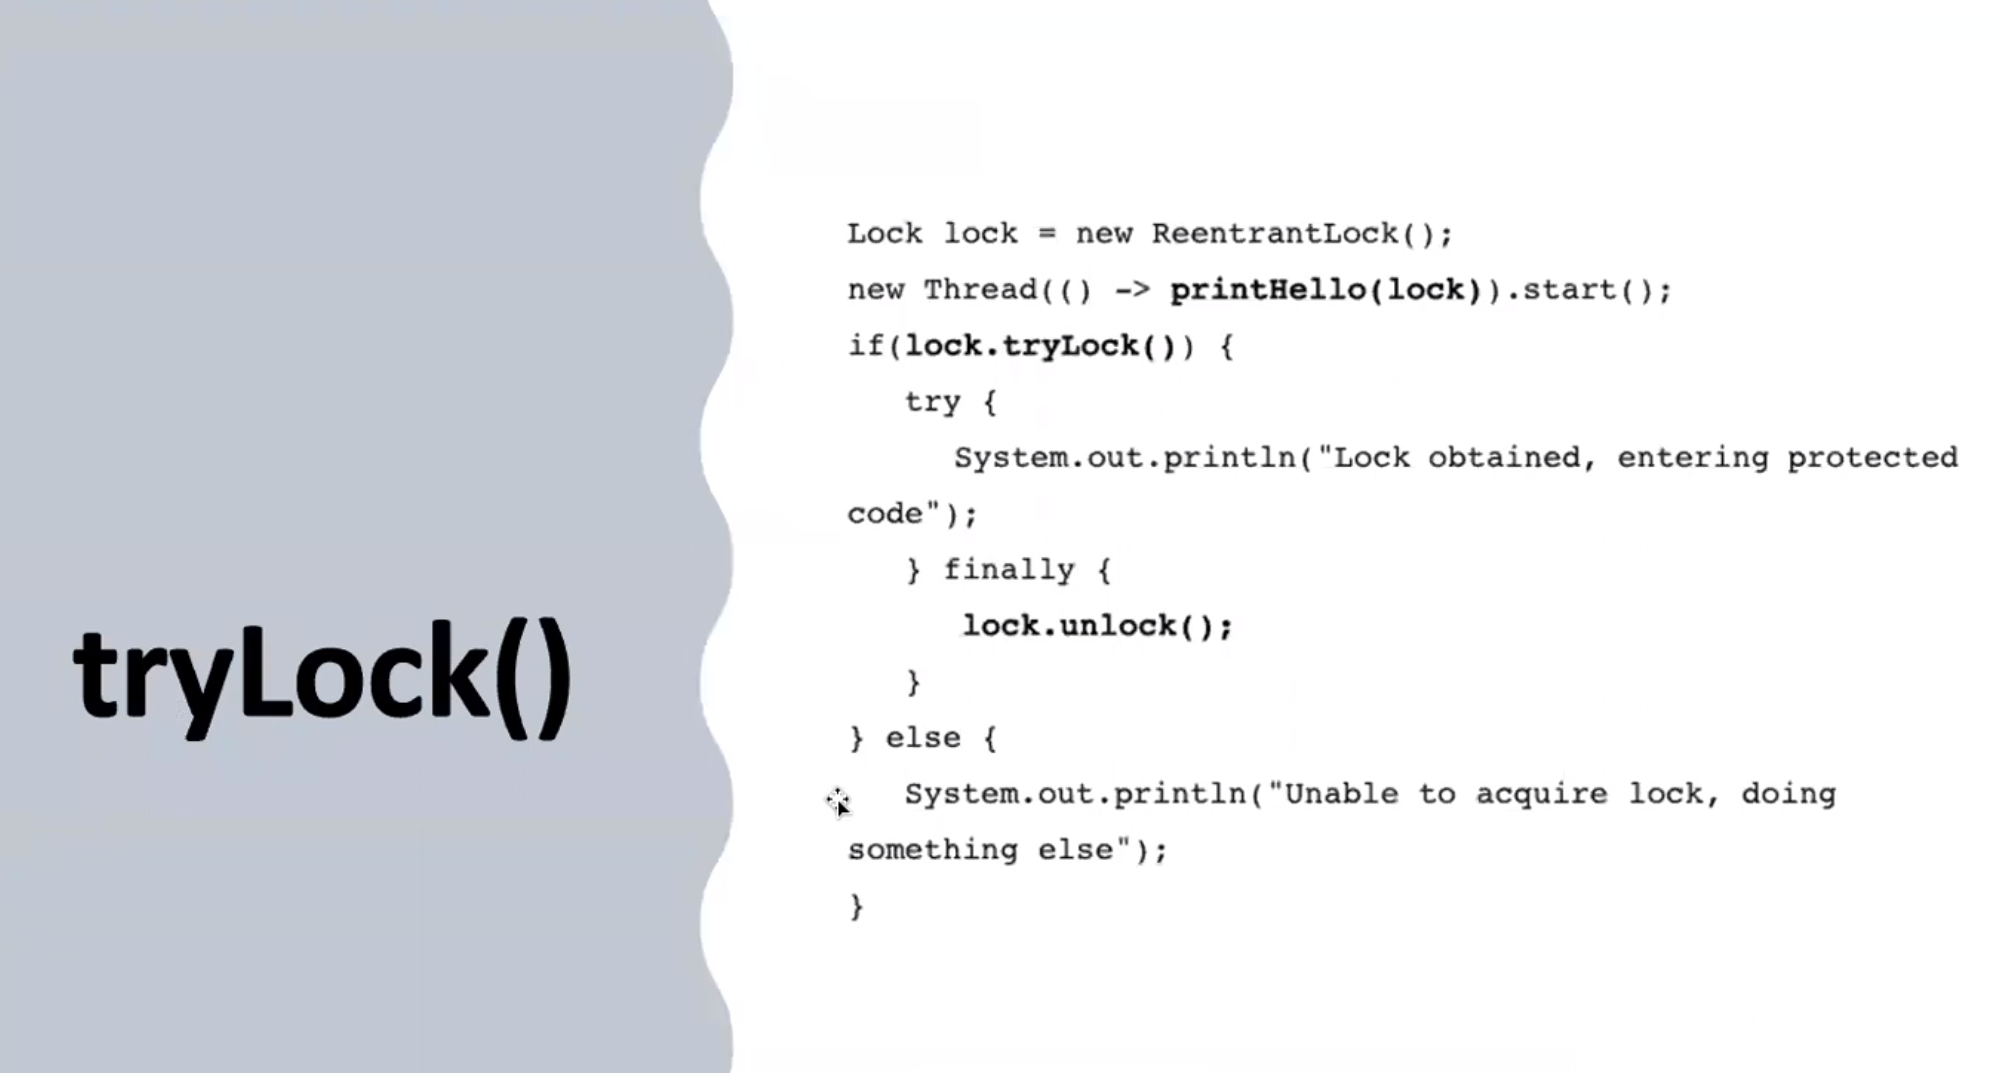 tryLock()
Lock lock = new ReentrantLock();
new Thread(() -> printHello(lock)).start();
if(lock.tryLock()) {
try {
System.out.println("Lock obtained, entering protected
code");
} finally {
lock.unlock();
}
} else {
System.out.println("Unable to acquire lock, doing
something else");
}